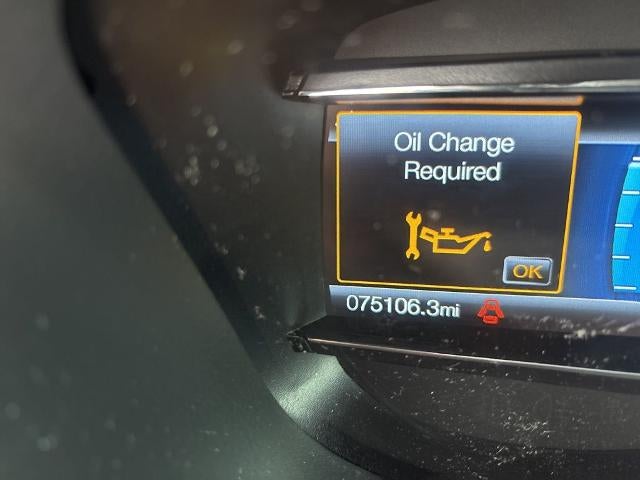 Oil Change
Required
OK
075106.3mi